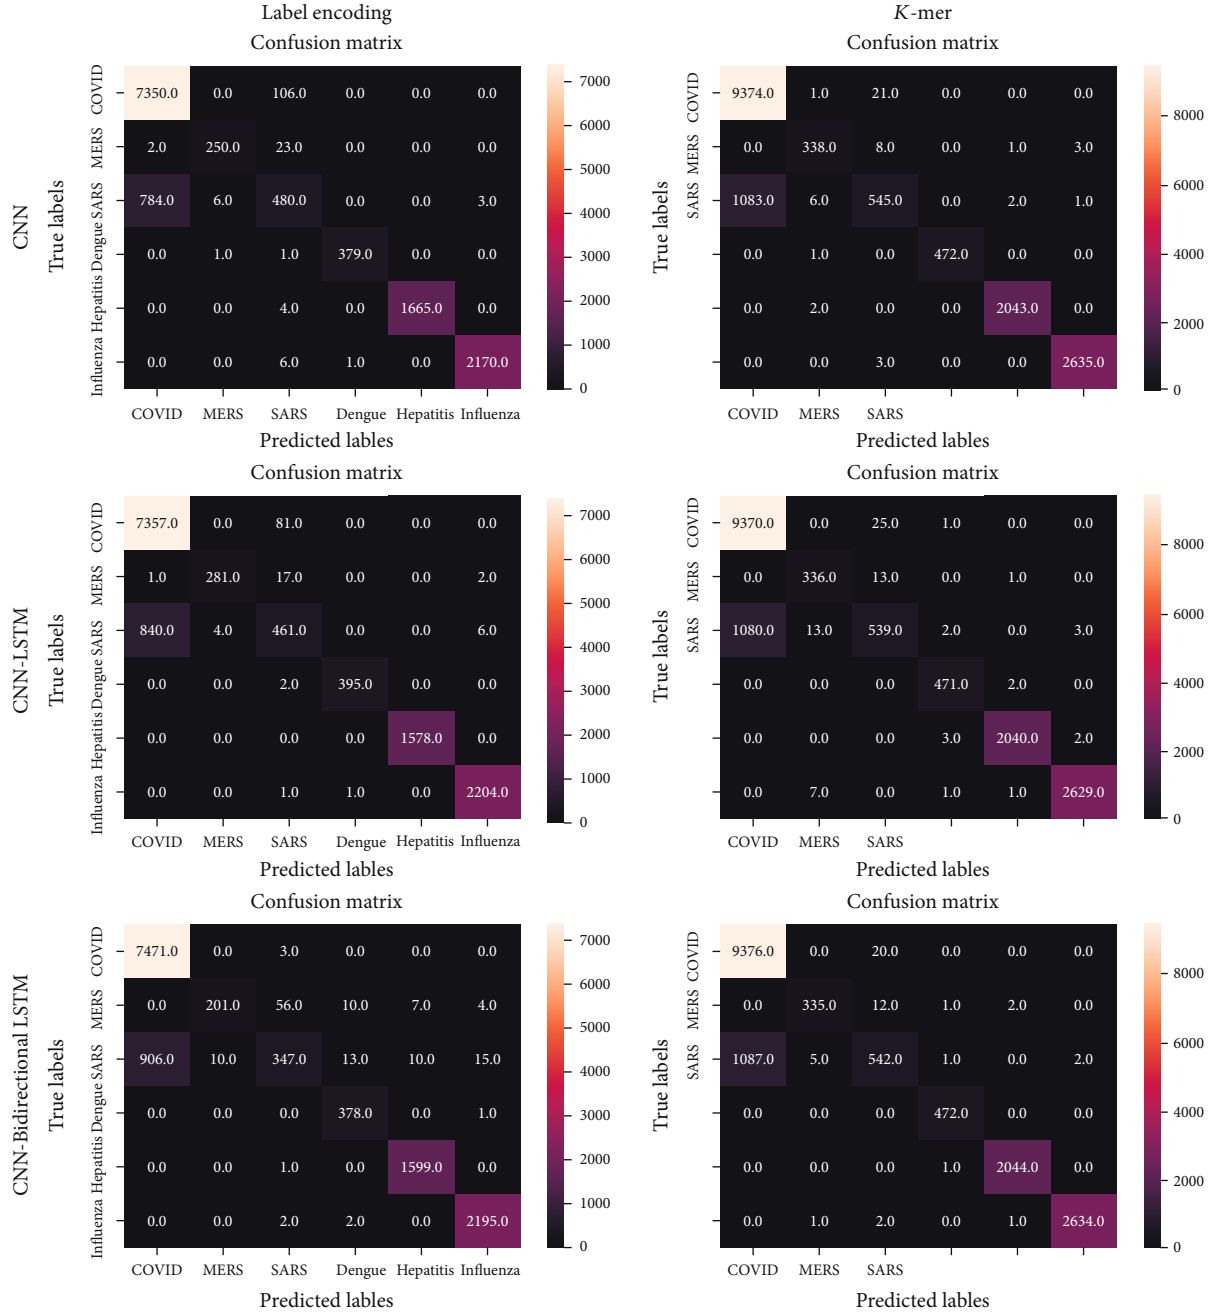 Label encoding
K-mer
CNN
Confusion matrix
True labels
COVID 7350.0 0.0 106.0 0.0 0.0 0.0
MERS 2.0 250.0 23.0 0.0 0.0 0.0
SARS 784.0 6.0 480.0 0.0 0.0 3.0
Dengue 0.0 1.0 1.0 379.0 0.0 0.0
Hepatitis 0.0 0.0 4.0 0.0 1665.0 0.0
Influenza 0.0 0.0 6.0 1.0 0.0 2170.0
COVID MERS SARS Dengue Hepatitis Influenza
Predicted lables
7000
6000
5000
4000
3000
2000
1000
0
Confusion matrix
True labels
COVID 9374.0 1.0 21.0 0.0 0.0 0.0
MERS 0.0 338.0 8.0 0.0 1.0 3.0
SARS 1083.0 6.0 545.0 0.0 2.0 1.0
0.0 1.0 0.0 472.0 0.0 0.0
0.0 2.0 0.0 0.0 2043.0 0.0
0.0 0.0 3.0 0.0 0.0 2635.0
COVID MERS SARS
Predicted lables
8000
6000
4000
2000
0
CNN-LSTM
Confusion matrix
True labels
COVID 7357.0 0.0 81.0 0.0 0.0 0.0
MERS 1.0 281.0 17.0 0.0 0.0 2.0
SARS 840.0 4.0 461.0 0.0 0.0 6.0
Dengue 0.0 0.0 2.0 395.0 0.0 0.0
Hepatitis 0.0 0.0 0.0 0.0 1578.0 0.0
Influenza 0.0 0.0 1.0 1.0 0.0 2204.0
COVID MERS SARS Dengue Hepatitis Influenza
Predicted lables
7000
6000
5000
4000
3000
2000
1000
0
Confusion matrix
True labels
COVID 9370.0 0.0 25.0 1.0 0.0 0.0
MERS 0.0 336.0 13.0 0.0 1.0 0.0
SARS 1080.0 13.0 539.0 2.0 0.0 3.0
0.0 0.0 0.0 471.0 2.0 0.0
0.0 0.0 0.0 3.0 2040.0 2.0
0.0 7.0 0.0 1.0 1.0 2629.0
COVID MERS SARS
Predicted lables
8000
6000
4000
2000
0
CNN-Bidirectional LSTM
Confusion matrix
True labels
COVID 7471.0 0.0 3.0 0.0 0.0 0.0
MERS 0.0 201.0 56.0 10.0 7.0 4.0
SARS 906.0 10.0 347.0 13.0 10.0 15.0
Dengue 0.0 0.0 0.0 378.0 0.0 1.0
Hepatitis 0.0 0.0 1.0 0.0 1599.0 0.0
Influenza 0.0 0.0 2.0 2.0 0.0 2195.0
COVID MERS SARS Dengue Hepatitis Influenza
Predicted lables
7000
6000
5000
4000
3000
2000
1000
0
Confusion matrix
True labels
COVID 9376.0 0.0 20.0 0.0 0.0 0.0
MERS 0.0 335.0 12.0 1.0 2.0 0.0
SARS 1087.0 5.0 542.0 1.0 0.0 2.0
0.0 0.0 0.0 472.0 0.0 0.0
0.0 0.0 0.0 1.0 2044.0 0.0
0.0 1.0 2.0 0.0 1.0 2634.0
COVID MERS SARS
Predicted lables
8000
6000
4000
2000
0